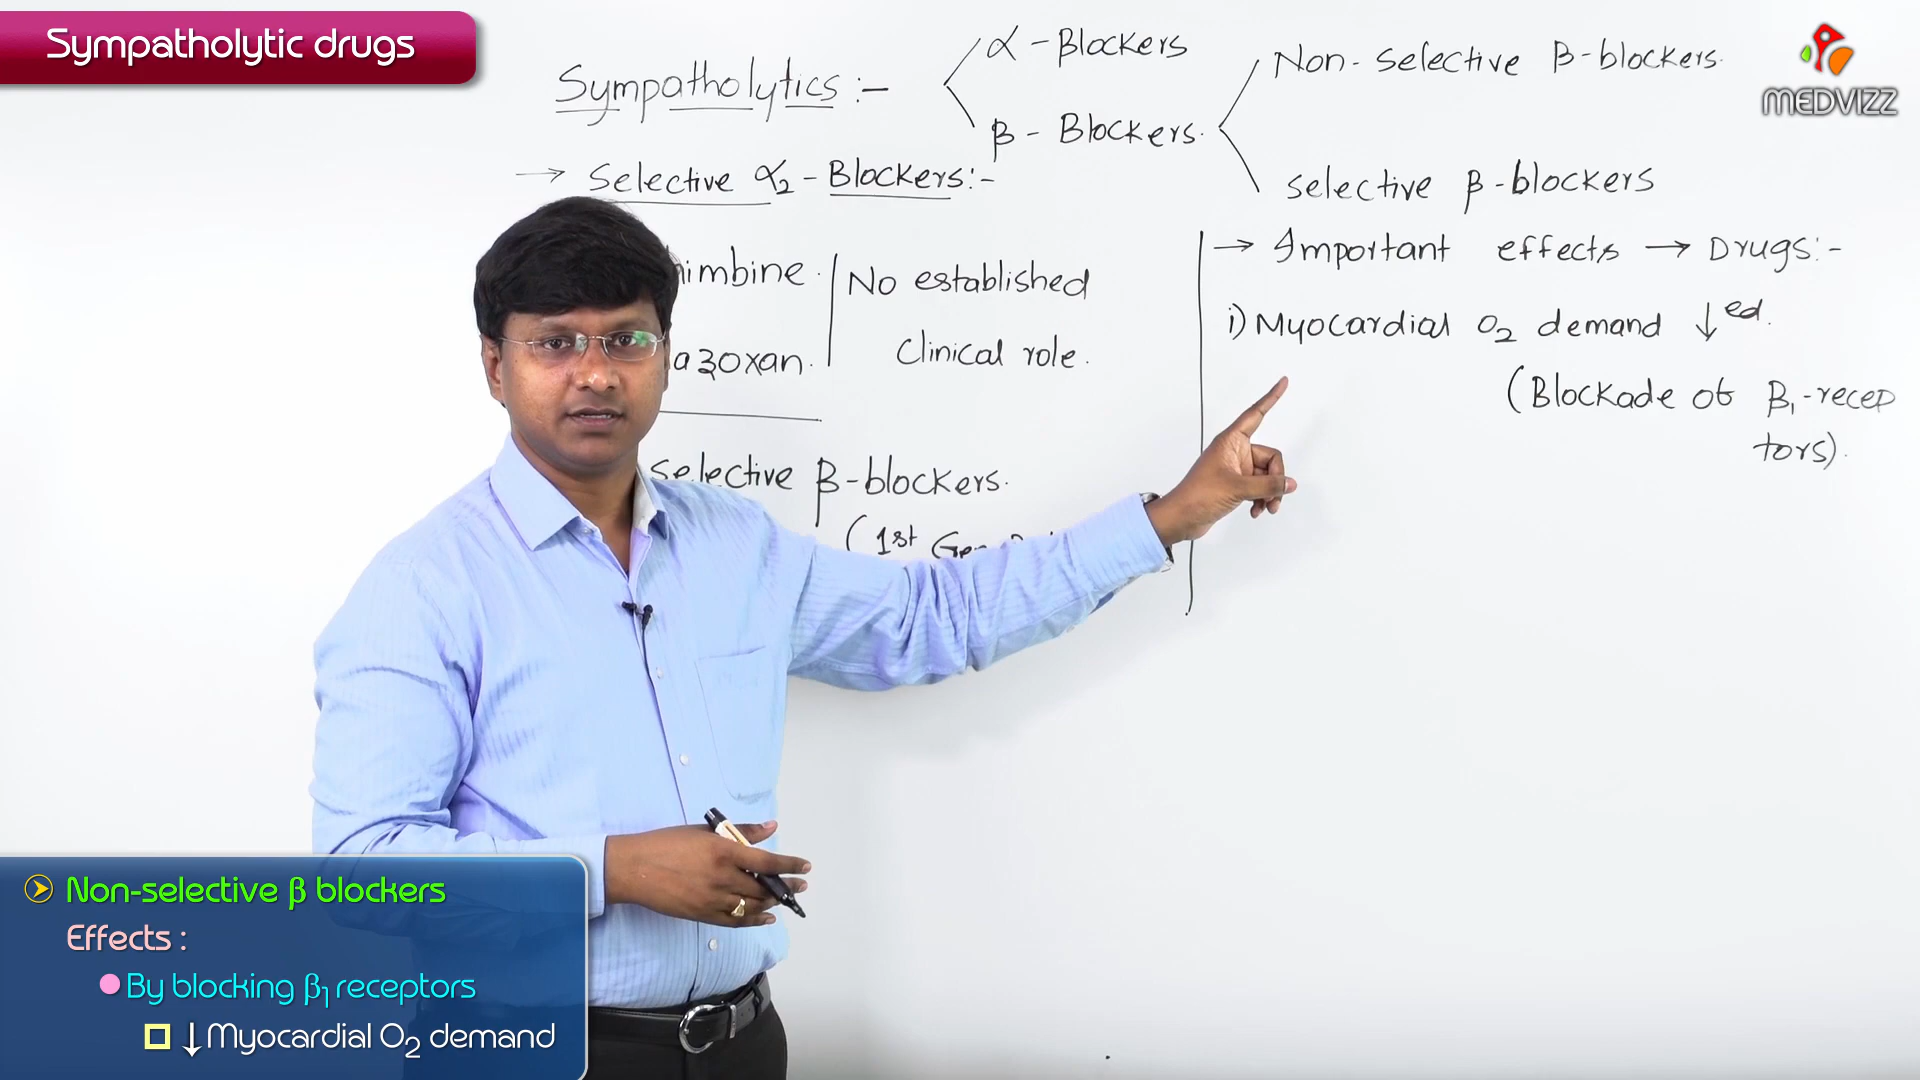 Sympatholytic drugs
MEDVIZZ
Sympatholytics :-
α - Blockers
β - Blockers.
Non - Selective β - blockers.
selective β - blockers
→ Selective α2 - Blockers:-
No established
Clinical role.
selective β - blockers.
(1st
→ Important effects → Drugs:-
i) Myocardial O2 demand ↓ed.
(Blockade of β1 - recep
tors).
Non-selective β blockers
Effects :
By blocking β1 receptors
↓ Myocardial O2 demand